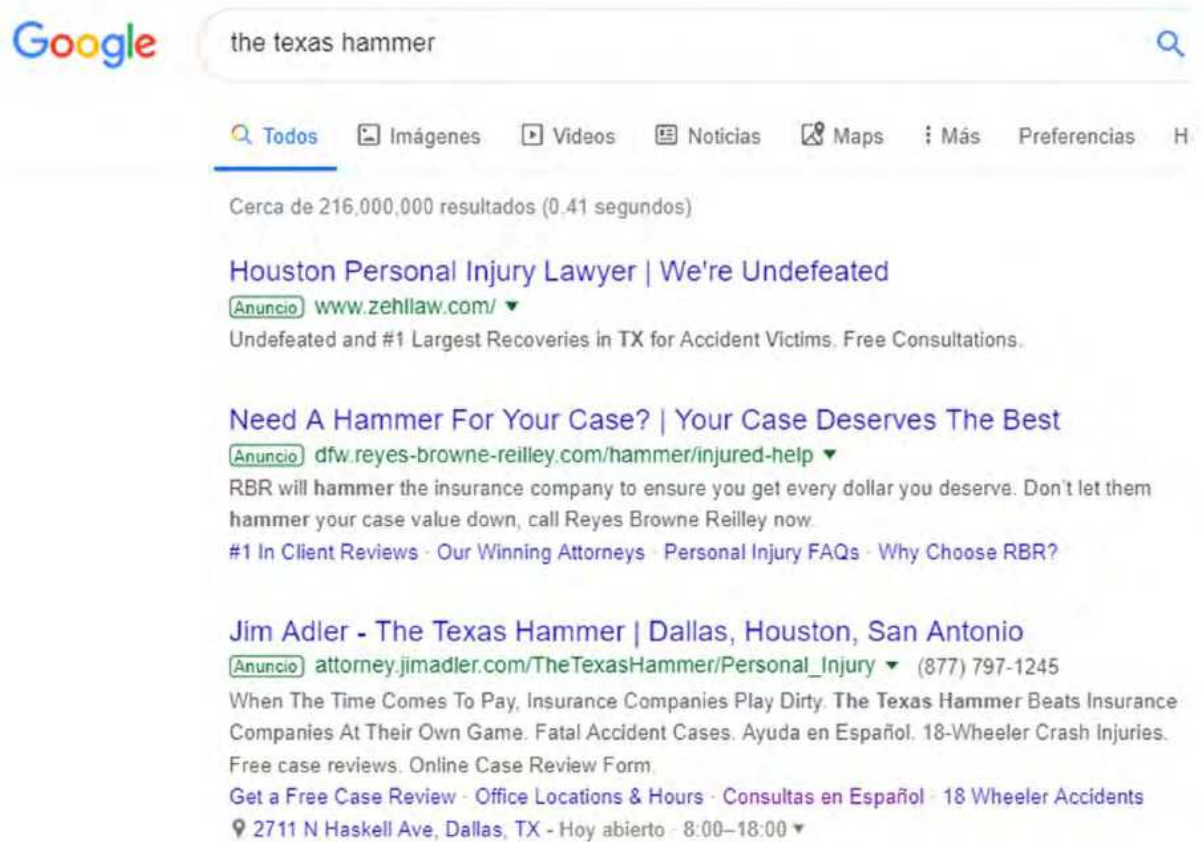 Google the texas hammer
Todos Imágenes Videos Noticias Maps Más Preferencias H
Cerca de 216,000,000 resultados (0.41 segundos)
Houston Personal Injury Lawyer | We're Undefeated
Anuncio www.zehllaw.com/
Undefeated and #1 Largest Recoveries in TX for Accident Victims. Free Consultations.
Need A Hammer For Your Case? | Your Case Deserves The Best
Anuncio dfw.reyes-browne-reilley.com/hammer/injured-help
RBR will hammer the insurance company to ensure you get every dollar you deserve. Don't let them
hammer your case value down, call Reyes Browne Reilley now.
#1 In Client Reviews · Our Winning Attorneys · Personal Injury FAQs · Why Choose RBR?
Jim Adler - The Texas Hammer | Dallas, Houston, San Antonio
Anuncio attorney.jimadler.com/TheTexasHammer/Personal_Injury (877) 797-1245
When The Time Comes To Pay, Insurance Companies Play Dirty. The Texas Hammer Beats Insurance
Companies At Their Own Game. Fatal Accident Cases. Ayuda en Español. 18-Wheeler Crash Injuries.
Free case reviews. Online Case Review Form.
Get a Free Case Review · Office Locations & Hours · Consultas en Español · 18 Wheeler Accidents
2711 N Haskell Ave, Dallas, TX - Hoy abierto · 8:00–18:00